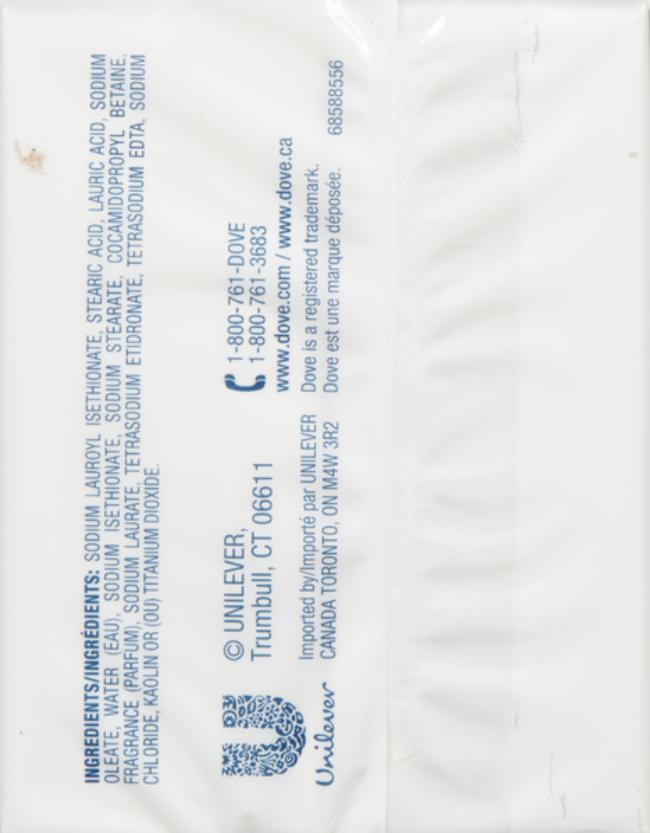 INGREDIENTS/INGRÉDIENTS: SODIUM LAUROYL ISETHIONATE, STEARIC ACID, LAURIC ACID, SODIUM
OLEATE, WATER (EAU), SODIUM ISETHIONATE, SODIUM STEARATE, COCAMIDOPROPYL BETAINE,
FRAGRANCE (PARFUM), SODIUM LAURATE, TETRASODIUM ETIDRONATE, TETRASODIUM EDTA, SODIUM
CHLORIDE, KAOLIN OR (OU) TITANIUM DIOXIDE.
© UNILEVER,
Trumbull, CT 06611
Imported by/Importé par UNILEVER
CANADA TORONTO, ON M4W 3R2
Unilever
1-800-761-DOVE
1-800-761-3683
www.dove.com / www.dove.ca
Dove is a registered trademark.
Dove est une marque déposée.
68588556